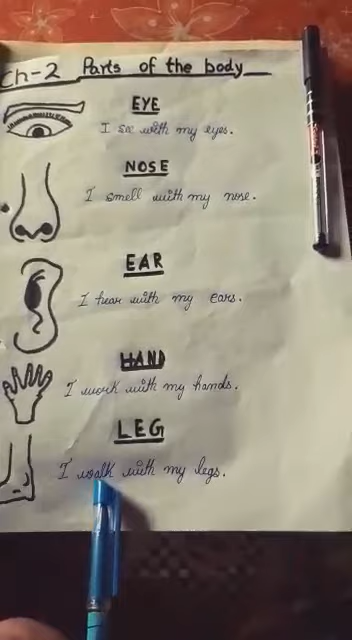 Ch-2 Parts of the body
EYE
I see with my eyes.
NOSE
I smell with my nose.
EAR
I hear with my ears.
HAND
I work with my hands.
LEG
I walk with my legs.